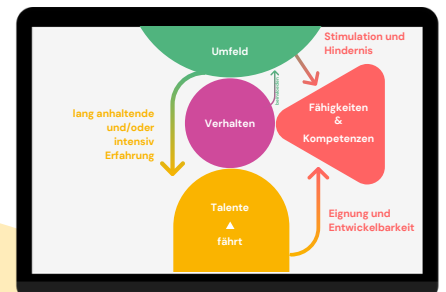 Umfeld
Stimulation und
Hindernis
lang anhaltende
und/oder
intensiv
Erfahrung
Verhalten
Fähigkeiten
&
Kompetenzen
Talente
fährt
Eignung und
Entwickelbarkeit